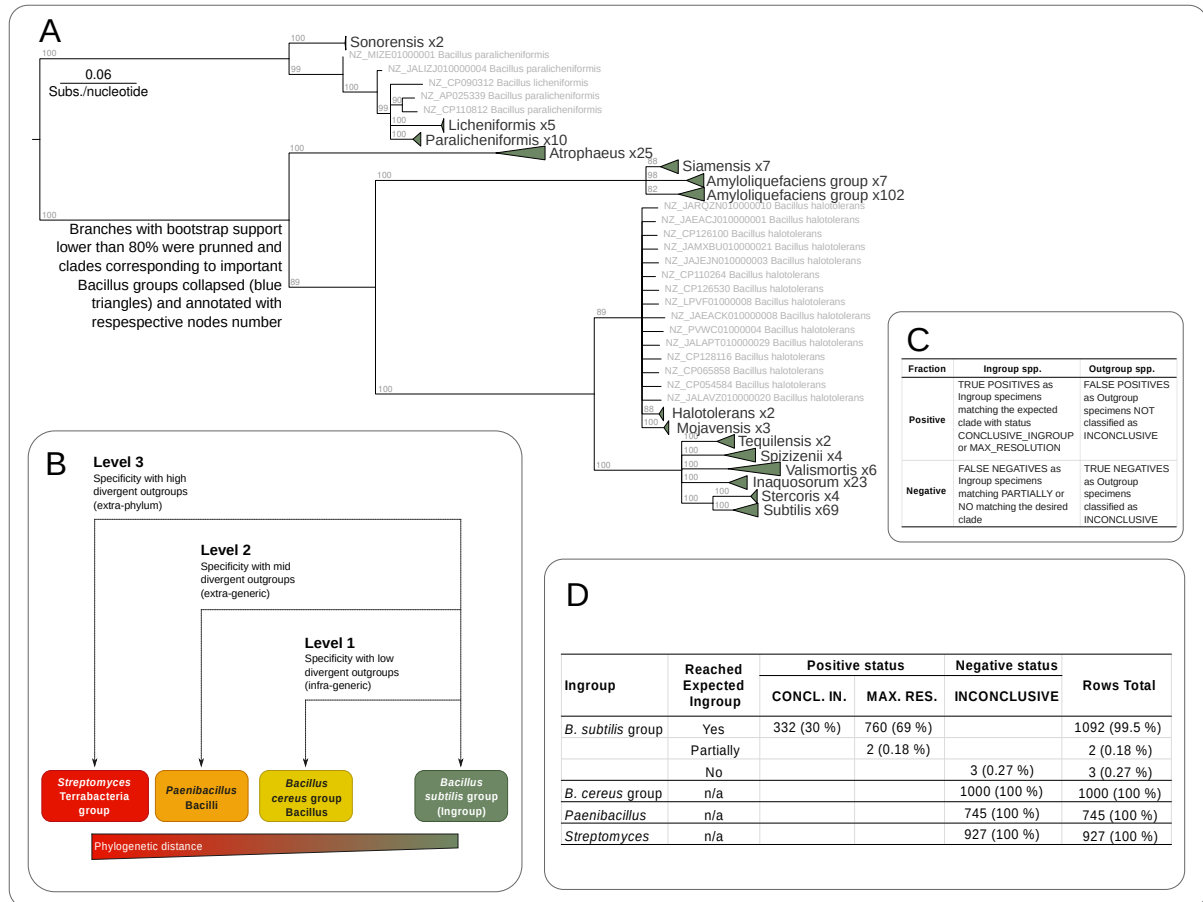 A
100
Sonorensis x2
NZ_MIZE01000001 Bacillus paralicheniformis
100
0.06
Subs./nucleotide
99
NZ_JALIZJ010000004 Bacillus paralicheniformis
NZ_CP090312 Bacillus licheniformis
100
NZ_AP025339 Bacillus paralicheniformis
90
NZ_CP110812 Bacillus paralicheniformis
99
100
Licheniformis x5
100
Paralicheniformis x10
100
Atrophaeus x25
88
Siamensis x7
100
98
Amyloliquefaciens group x7
82
Amyloliquefaciens group x102
NZ_JARQZN010000010 Bacillus halotolerans
100
NZ_JAEACJ010000001 Bacillus halotolerans
Branches with bootstrap support
lower than 80% were prunned and
clades corresponding to important
Bacillus groups collapsed (blue
triangles) and annotated with
respespective nodes number
NZ_CP126100 Bacillus halotolerans
NZ_JAMXBU010000021 Bacillus halotolerans
NZ_JAJEJN010000003 Bacillus halotolerans
NZ_CP110264 Bacillus halotolerans
89
NZ_CP126530 Bacillus halotolerans
NZ_LPVF01000008 Bacillus halotolerans
89
NZ_JAEACK010000008 Bacillus halotolerans
NZ_PVWC01000004 Bacillus halotolerans
NZ_JALAPT010000029 Bacillus halotolerans
NZ_CP128116 Bacillus halotolerans
NZ_CP065858 Bacillus halotolerans
100
NZ_CP054584 Bacillus halotolerans
NZ_JALAVZ010000020 Bacillus halotolerans
88
Halotolerans x2
100
Mojavensis x3
100
Tequilensis x2
100
Spizizenii x4
100
100
Valismortis x6
100
Inaquosorum x23
100
Stercoris x4
100
100
Subtilis x69
B
Level 3
Specificity with high
divergent outgroups
(extra-phylum)
Level 2
Specificity with mid
divergent outgroups
(extra-generic)
Level 1
Specificity with low
divergent outgroups
(infra-generic)
Streptomyces
Terrabacteria
group
Paenibacillus
Bacilli
Bacillus
cereus group
Bacillus
Bacillus
subtilis group
(Ingroup)
Phylogenetic distance
C
Fraction
Ingroup spp.
Outgroup spp.
Positive
TRUE POSITIVES as
Ingroup specimens
matching the expected
clade with status
CONCLUSIVE_INGROUP
or MAX_RESOLUTION
FALSE POSITIVES
as Outgroup
specimens NOT
classified as
INCONCLUSIVE
Negative
FALSE NEGATIVES as
Ingroup specimens
matching PARTIALLY or
NO matching the desired
clade
TRUE NEGATIVES
as Outgroup
specimens
classified as
INCONCLUSIVE
D
Ingroup
Reached
Expected
Ingroup
Positive status
Negative status
Rows Total
CONCL. IN.
MAX. RES.
INCONCLUSIVE
B. subtilis group
Yes
332 (30 %)
760 (69 %)
1092 (99.5 %)
Partially
2 (0.18 %)
2 (0.18 %)
No
3 (0.27 %)
3 (0.27 %)
B. cereus group
n/a
1000 (100 %)
1000 (100 %)
Paenibacillus
n/a
745 (100 %)
745 (100 %)
Streptomyces
n/a
927 (100 %)
927 (100 %)